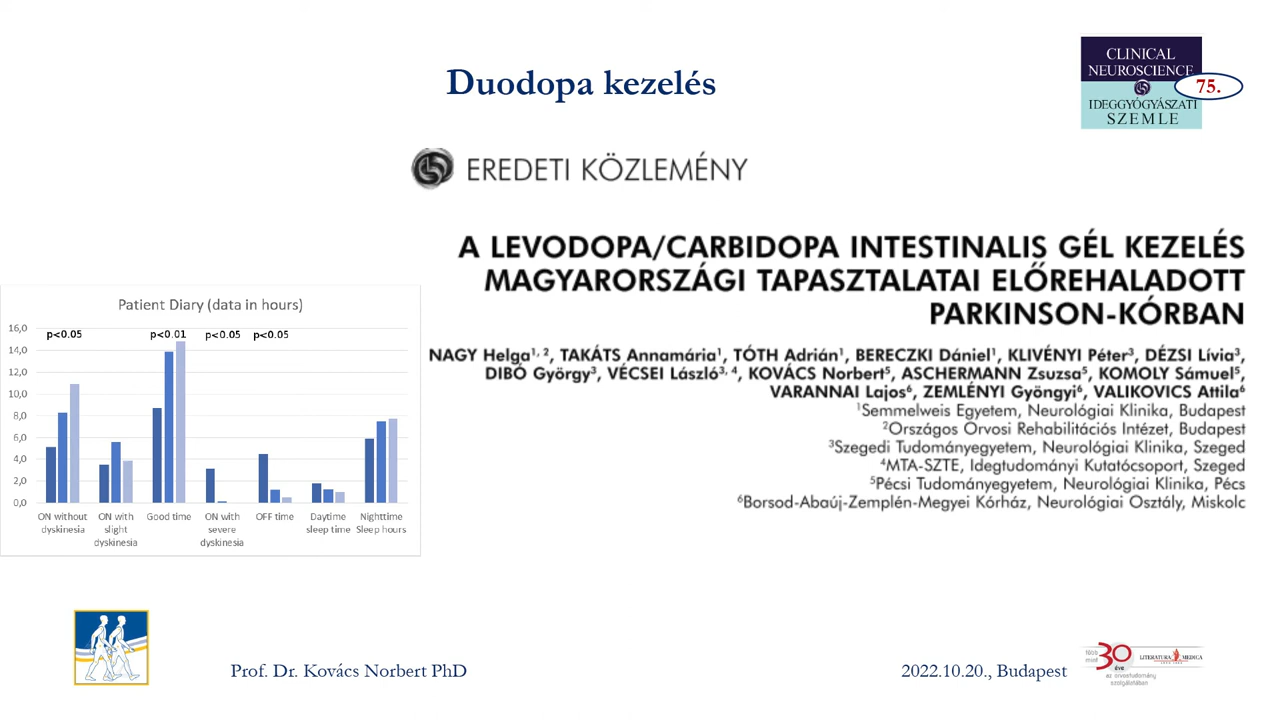 Duodopa kezelés
CLINICAL
NEUROSCIENCE
75.
IDEGGYÓGYÁSZATI
SZEMLE
EREDETI KÖZLEMÉNY
A LEVODOPA/CARBIDOPA INTESTINALIS GÉL KEZELÉS
MAGYARORSZÁGI TAPASZTALATAI ELŐREHALADOTT
PARKINSON-KÓRBAN
NAGY Helga¹,², TAKÁTS Annamária¹, TÓTH Adrián¹, BERECZKI Dániel¹, KLIVÉNYI Péter³, DÉZSI Lívia³,
DIBÓ György³, VÉCSEI László³,⁴, KOVÁCS Norbert⁵, ASCHERMANN Zsuzsa⁵, KOMOLY Sámuel⁵,
VARANNAI Lajos⁶, ZEMLÉNYI Gyöngyi⁶, VALIKOVICS Attila⁶
¹Semmelweis Egyetem, Neurológiai Klinika, Budapest
²Országos Orvosi Rehabilitációs Intézet, Budapest
³Szegedi Tudományegyetem, Neurológiai Klinika, Szeged
⁴MTA-SZTE, Idegtudományi Kutatócsoport, Szeged
⁵Pécsi Tudományegyetem, Neurológiai Klinika, Pécs
⁶Borsod-Abaúj-Zemplén-Megyei Kórház, Neurológiai Osztály, Miskolc
Patient Diary (data in hours)
16,0
14,0
12,0
10,0
8,0
6,0
4,0
2,0
0,0
p<0.05
p<0.01
p<0.05
p<0.05
ON without
dyskinesia
ON with
slight
dyskinesia
Good time
ON with
severe
dyskinesia
OFF time
Daytime
sleep time
Nighttime
Sleep hours
Prof. Dr. Kovács Norbert PhD
2022.10.20., Budapest
több
mint
30
ÉVE
az orvostudomány
szolgálatában
LITERATURA MEDICA